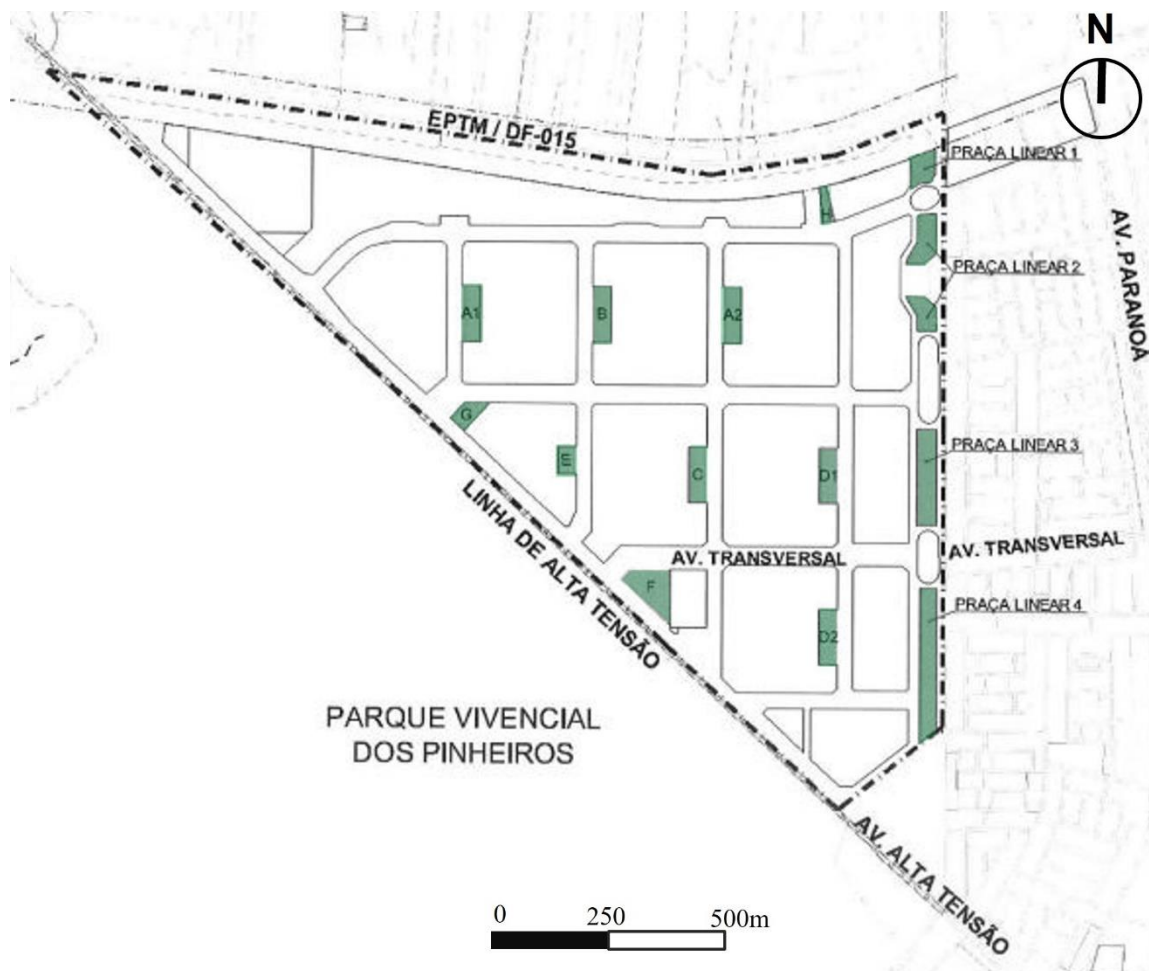 N
EPTM / DF-015
PRAÇA LINEAR 1
H
AV. PARANOÁ
PRAÇA LINEAR 2
A1
B
A2
G
PRAÇA LINEAR 3
E
C
D1
LINHA DE ALTA TENSÃO
AV. TRANSVERSAL
AV. TRANSVERSAL
F
PRAÇA LINEAR 4
D2
PARQUE VIVENCIAL
DOS PINHEIROS
AV. ALTA TENSÃO
0 250 500m